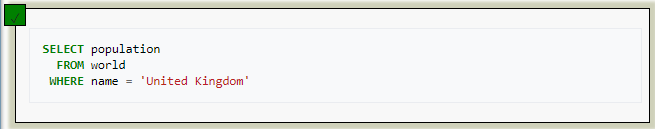 SELECT population
FROM world
WHERE name = 'United Kingdom'